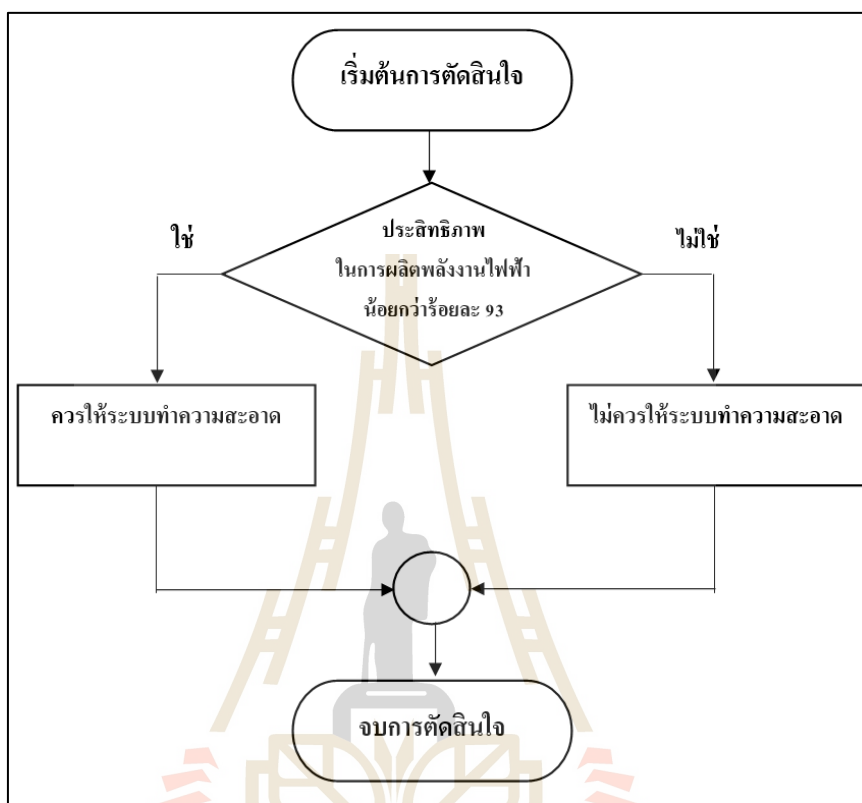 เริ่มต้นการตัดสินใจ
ประสิทธิภาพ
ในการผลิตพลังงานไฟฟ้า
น้อยกว่าร้อยละ 93
ใช่
ไม่ใช่
ควรให้ระบบทำความสะอาด
ไม่ควรให้ระบบทำความสะอาด
จบการตัดสินใจ